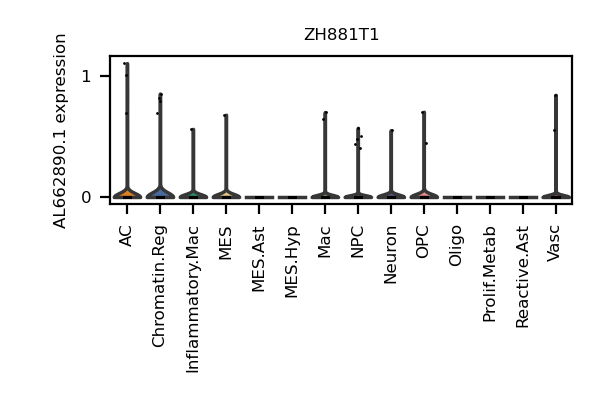 ZH881T1
AL662890.1 expression
1
0
AC
Chromatin.Reg
Inflammatory.Mac
MES
MES.Ast
MES.Hyp
Mac
NPC
Neuron
OPC
Oligo
Prolif.Metab
Reactive.Ast
Vasc